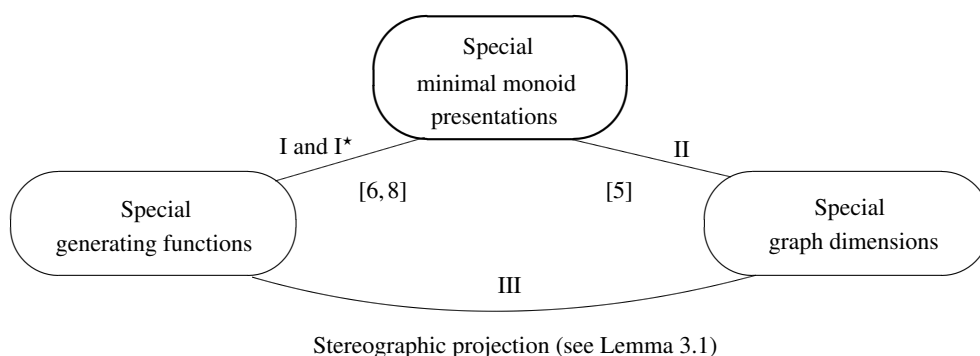 Special
minimal monoid
presentations
I and I★
II
[6, 8]
[5]
Special
generating functions
Special
graph dimensions
III
Stereographic projection (see Lemma 3.1)